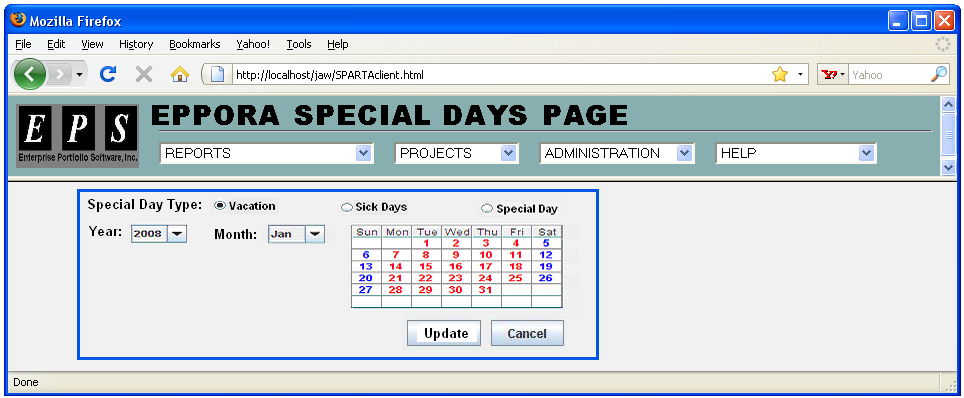 Mozilla Firefox
File Edit View History Bookmarks Yahoo! Tools Help
http://localhost/jaw/SPARTAclient.html Yahoo
EPS
Enterprise Portfolio Software, Inc.
EPPORA SPECIAL DAYS PAGE
REPORTS PROJECTS ADMINISTRATION HELP
Special Day Type: Vacation Sick Days Special Day
Year: 2008 Month: Jan
Sun Mon Tue Wed Thu Fri Sat
1 2 3 4 5
6 7 8 9 10 11 12
13 14 15 16 17 18 19
20 21 22 23 24 25 26
27 28 29 30 31
Update Cancel
Done